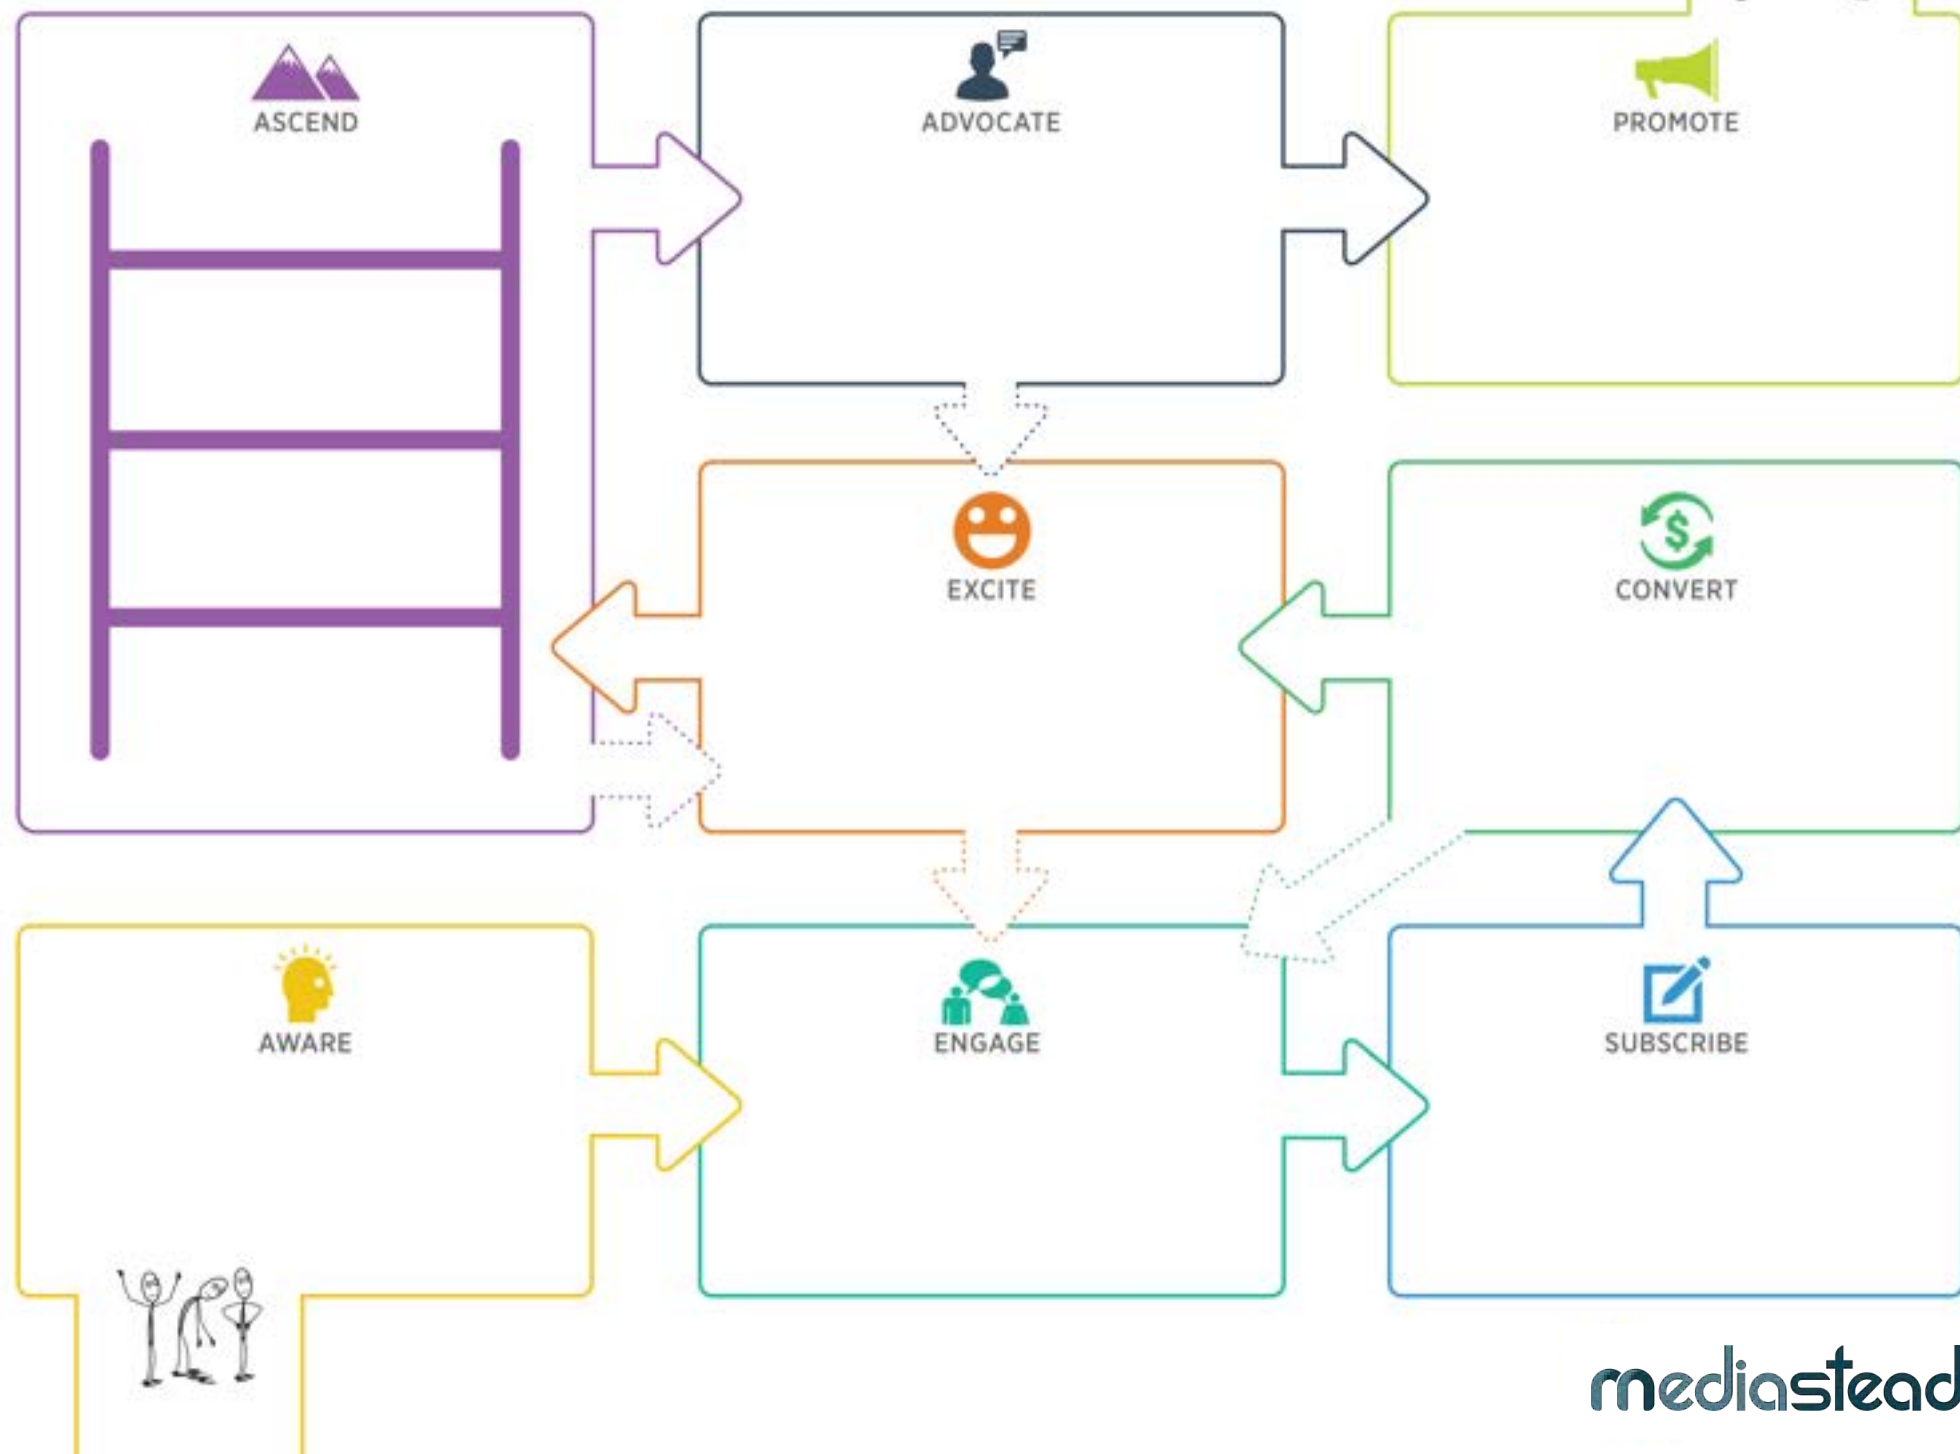 ASCEND
ADVOCATE
PROMOTE
EXCITE
CONVERT
AWARE
ENGAGE
SUBSCRIBE
mediastead